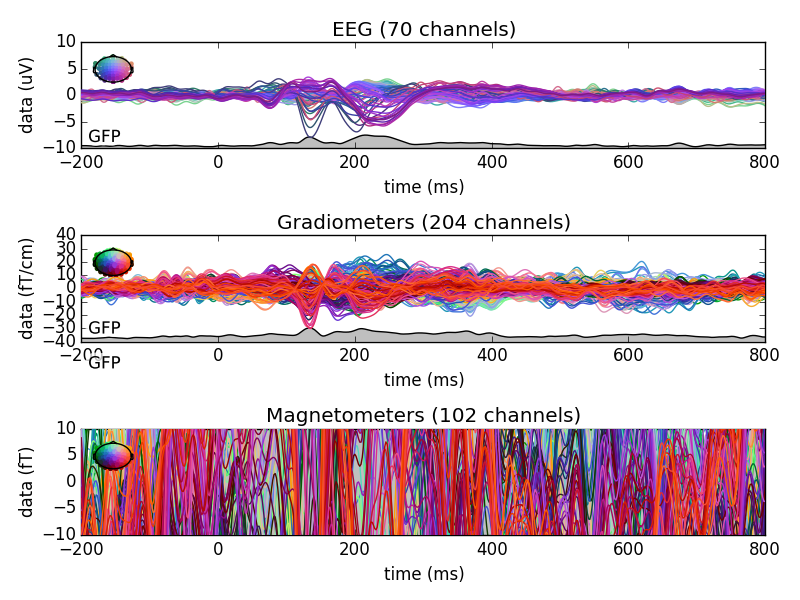 EEG (70 channels)
10
5
0
−5
−10
data (uV)
GFP
−200 0 200 400 600 800
time (ms)
Gradiometers (204 channels)
40
30
20
10
0
−10
−20
−30
−40
data (fT/cm)
GFP
−200 0 200 400 600 800
GFP
time (ms)
Magnetometers (102 channels)
10
5
0
−5
−10
data (fT)
−200 0 200 400 600 800
time (ms)